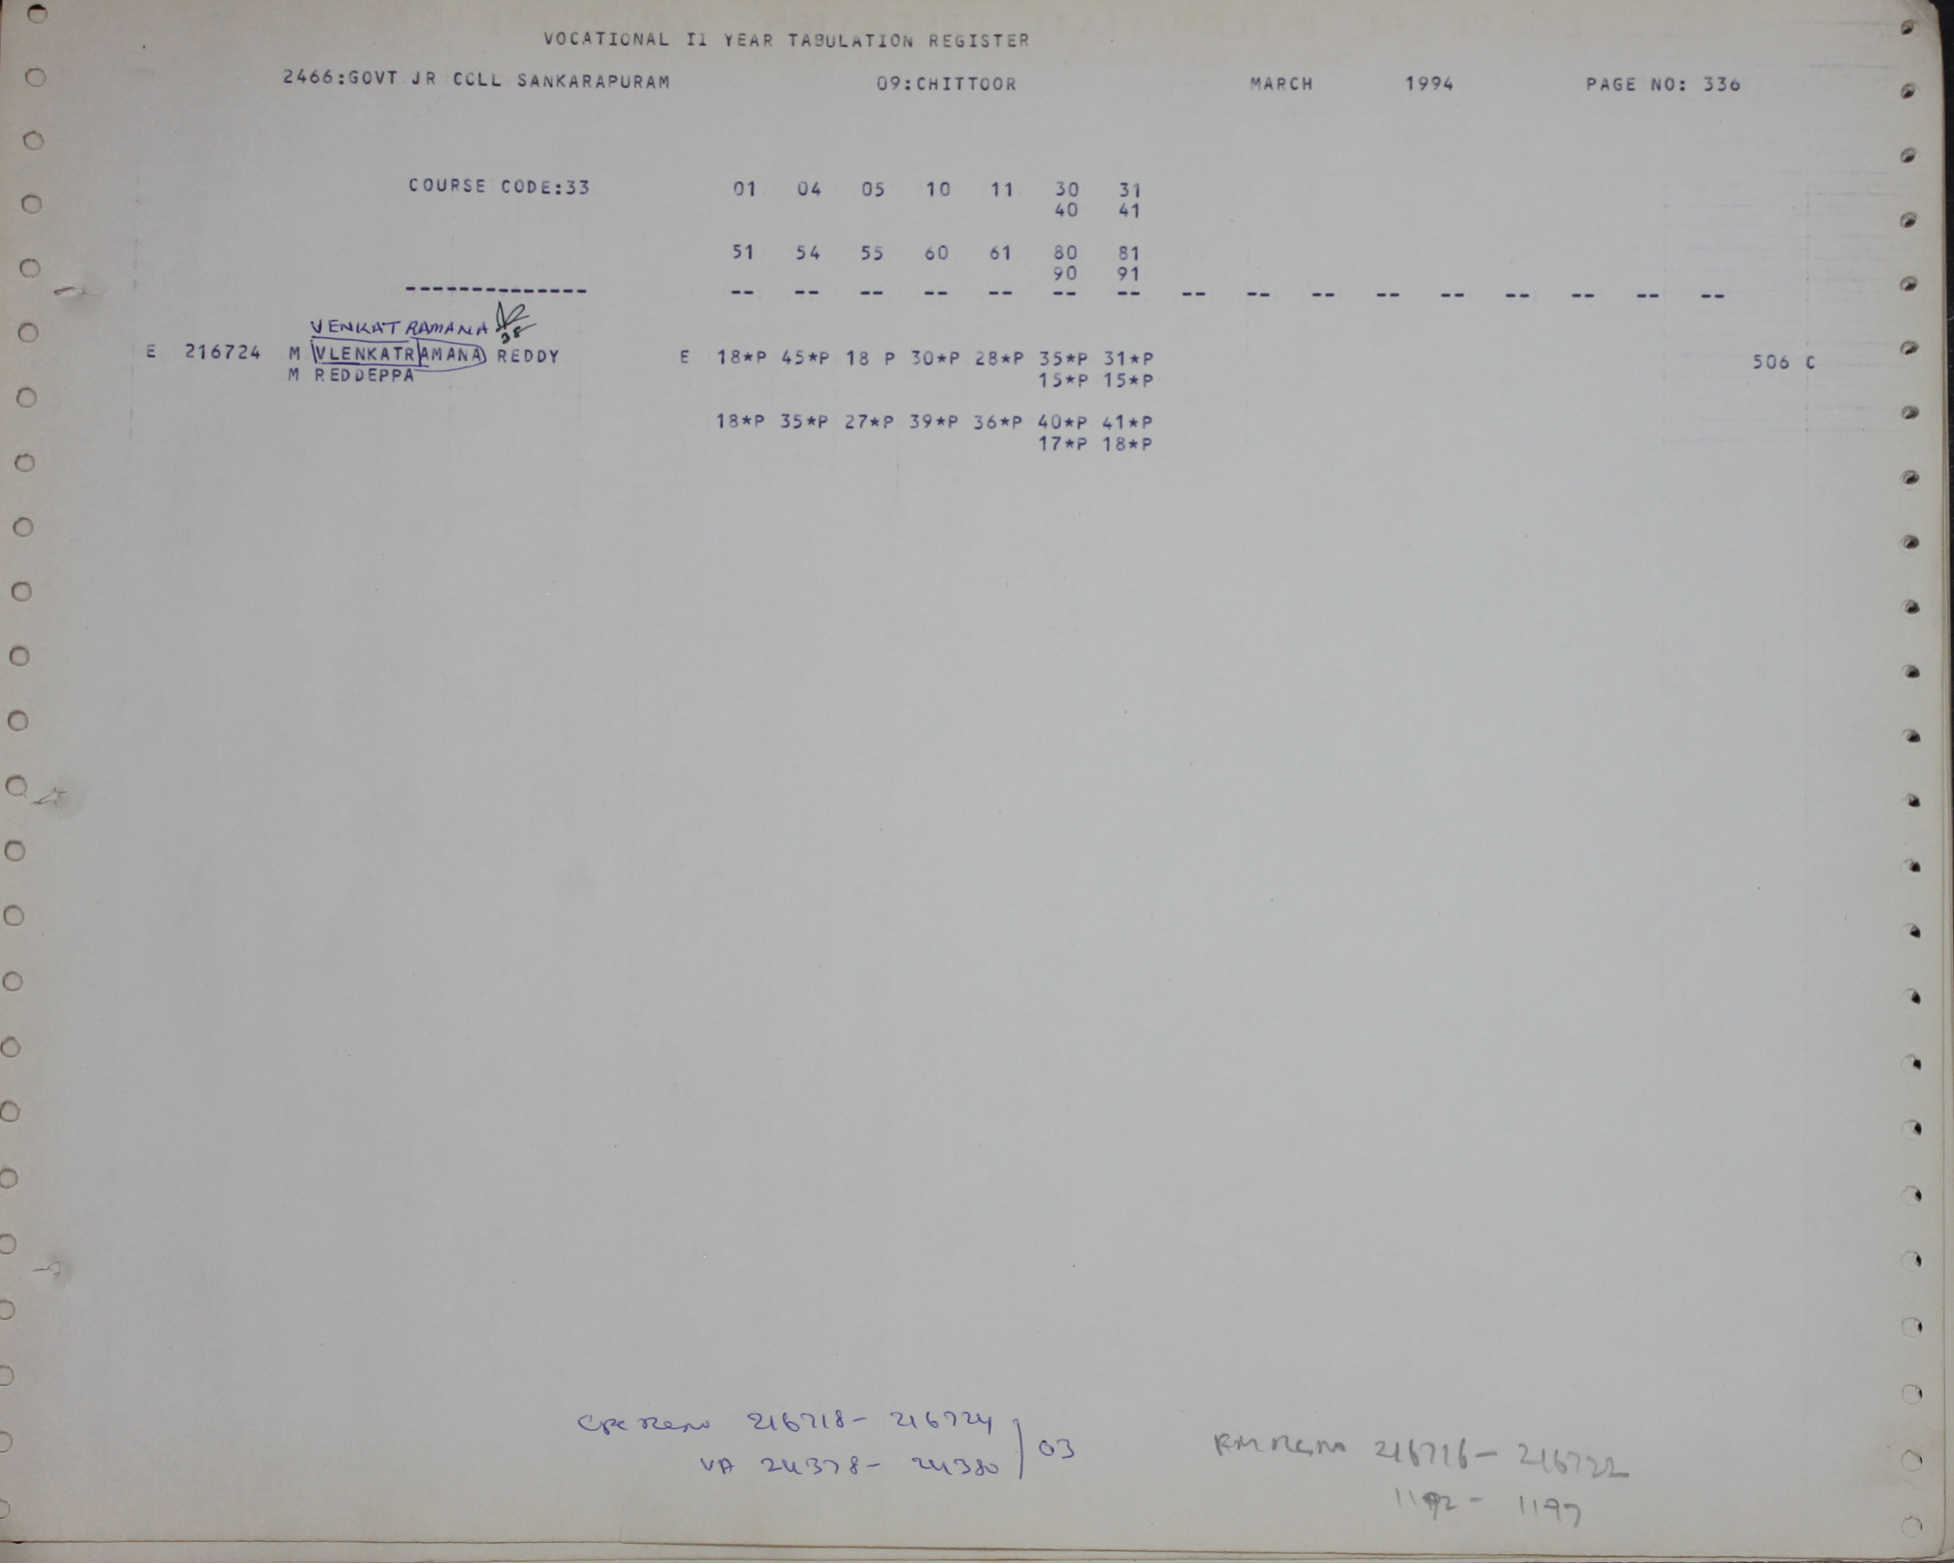 VOCATIONAL II YEAR TABULATION REGISTER
2466:GOVT JR COLL SANKARAPURAM 09:CHITTOOR MARCH 1994 PAGE NO: 336
COURSE CODE:33 01 04 05 10 11 30 31
40 41
51 54 55 60 61 80 81
90 91
-------------- -- -- -- -- -- -- -- -- -- -- -- -- -- -- -- --
VENKATRAMANA
E 216724 M VLENKATRAMANA REDDY E 18*P 45*P 18 P 30*P 28*P 35*P 31*P 506 C
M REDDEPPA 15*P 15*P
18*P 35*P 27*P 39*P 36*P 40*P 41*P
17*P 18*P
216718- 216724
VA 24378- 24380 03
216716- 216722
1192- 1197